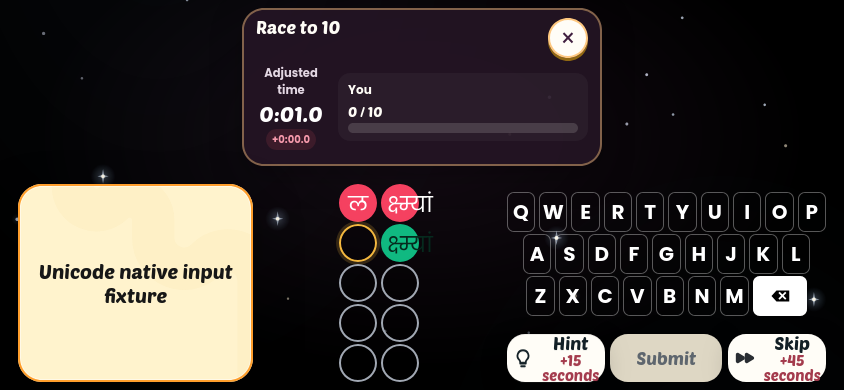 Race to 10
×
Adjusted
time
0:01.0
+0:00.0
You
0 / 10
Unicode native input
fixture
ल क्ष्म्यां
क्ष्म्यां
Q W E R T Y U I O P
A S D F G H J K L
Z X C V B N M
Hint
+15
seconds
Submit
Skip
+45
seconds